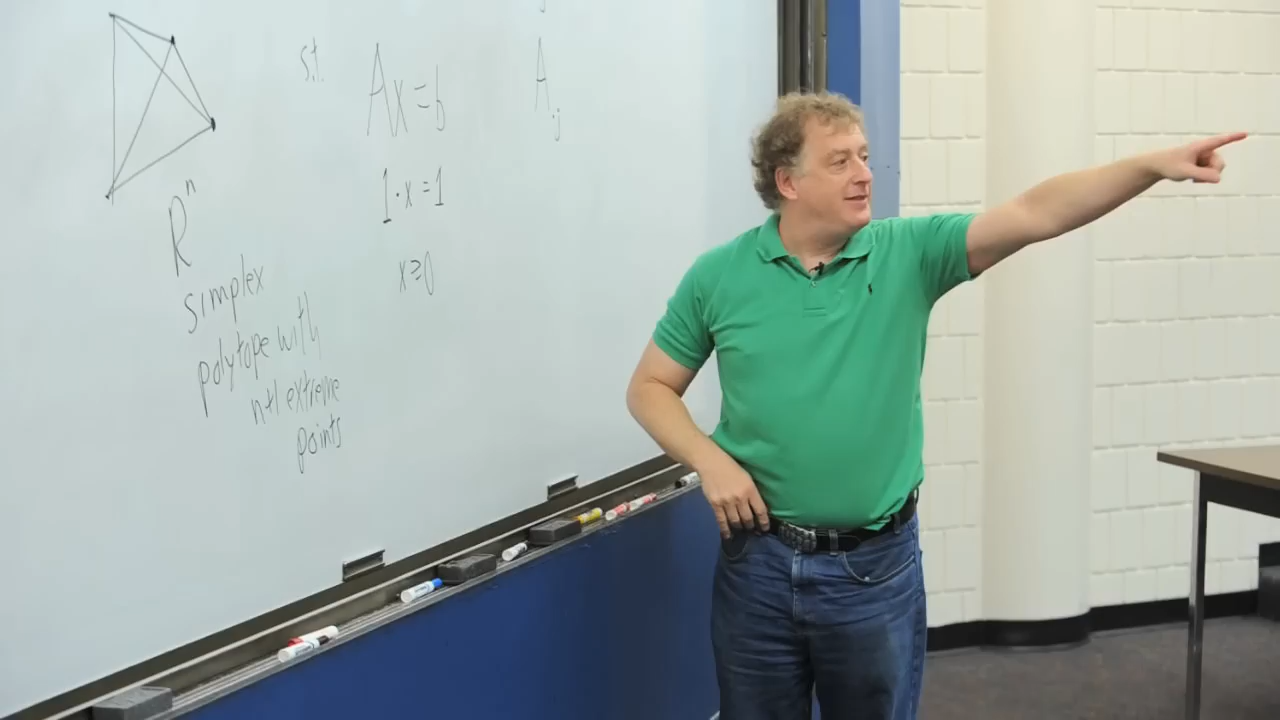 s.t.
Ax=b
1·x=1
x≥0
A.j
R^n
simplex
polytope with
n+1 extreme
points